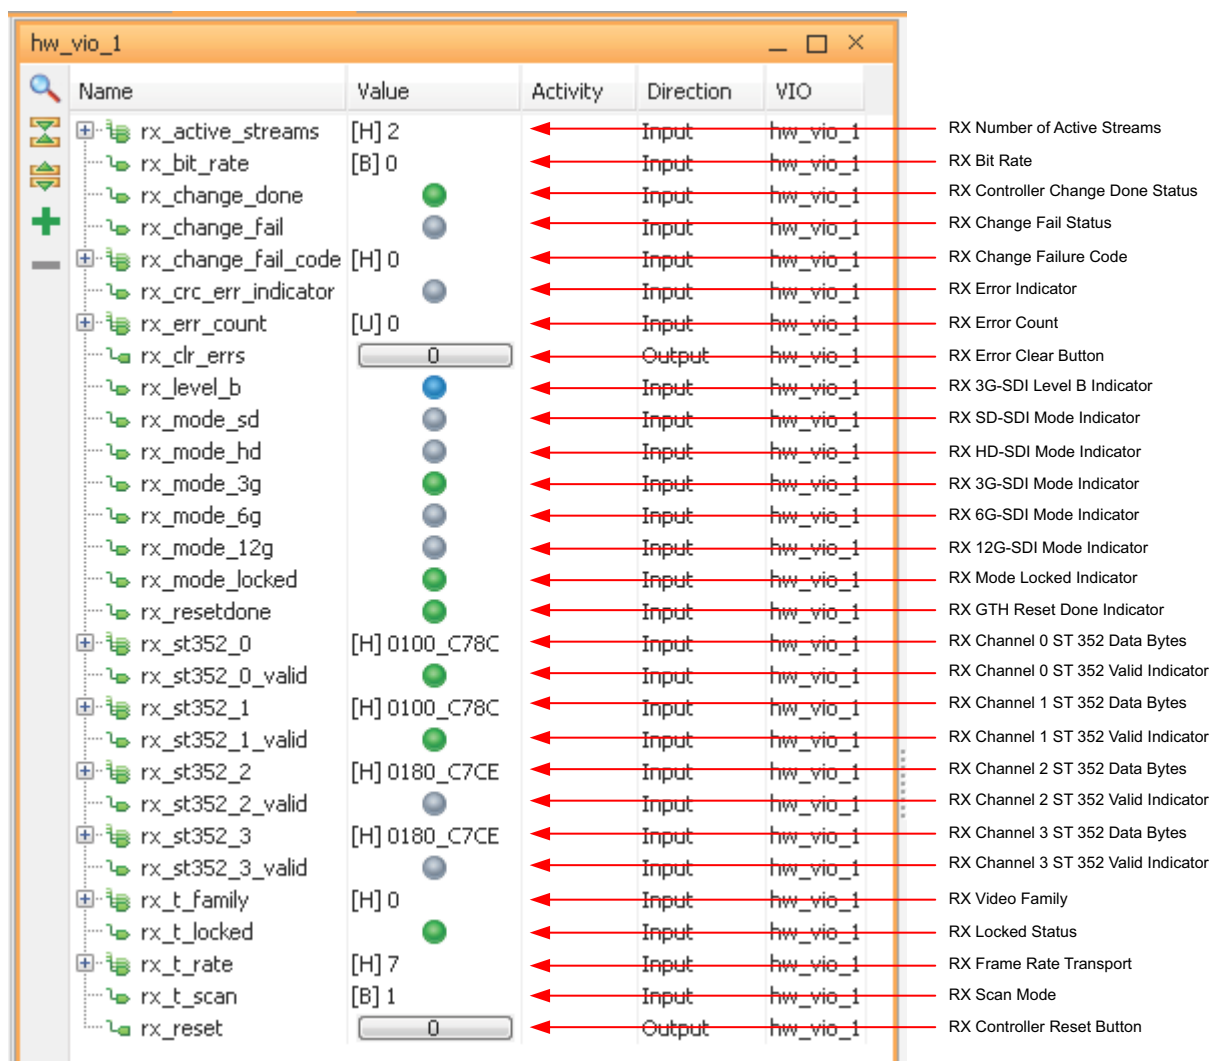 hw_vio_1
Name Value Activity Direction VIO
rx_active_streams [H] 2 Input hw_vio_1 RX Number of Active Streams
rx_bit_rate [B] 0 Input hw_vio_1 RX Bit Rate
rx_change_done Input hw_vio_1 RX Controller Change Done Status
rx_change_fail Input hw_vio_1 RX Change Fail Status
rx_change_fail_code [H] 0 Input hw_vio_1 RX Change Failure Code
rx_crc_err_indicator Input hw_vio_1 RX Error Indicator
rx_err_count [U] 0 Input hw_vio_1 RX Error Count
rx_clr_errs 0 Output hw_vio_1 RX Error Clear Button
rx_level_b Input hw_vio_1 RX 3G-SDI Level B Indicator
rx_mode_sd Input hw_vio_1 RX SD-SDI Mode Indicator
rx_mode_hd Input hw_vio_1 RX HD-SDI Mode Indicator
rx_mode_3g Input hw_vio_1 RX 3G-SDI Mode Indicator
rx_mode_6g Input hw_vio_1 RX 6G-SDI Mode Indicator
rx_mode_12g Input hw_vio_1 RX 12G-SDI Mode Indicator
rx_mode_locked Input hw_vio_1 RX Mode Locked Indicator
rx_resetdone Input hw_vio_1 RX GTH Reset Done Indicator
rx_st352_0 [H] 0100_C78C Input hw_vio_1 RX Channel 0 ST 352 Data Bytes
rx_st352_0_valid Input hw_vio_1 RX Channel 0 ST 352 Valid Indicator
rx_st352_1 [H] 0100_C78C Input hw_vio_1 RX Channel 1 ST 352 Data Bytes
rx_st352_1_valid Input hw_vio_1 RX Channel 1 ST 352 Valid Indicator
rx_st352_2 [H] 0180_C7CE Input hw_vio_1 RX Channel 2 ST 352 Data Bytes
rx_st352_2_valid Input hw_vio_1 RX Channel 2 ST 352 Valid Indicator
rx_st352_3 [H] 0180_C7CE Input hw_vio_1 RX Channel 3 ST 352 Data Bytes
rx_st352_3_valid Input hw_vio_1 RX Channel 3 ST 352 Valid Indicator
rx_t_family [H] 0 Input hw_vio_1 RX Video Family
rx_t_locked Input hw_vio_1 RX Locked Status
rx_t_rate [H] 7 Input hw_vio_1 RX Frame Rate Transport
rx_t_scan [B] 1 Input hw_vio_1 RX Scan Mode
rx_reset 0 Output hw_vio_1 RX Controller Reset Button